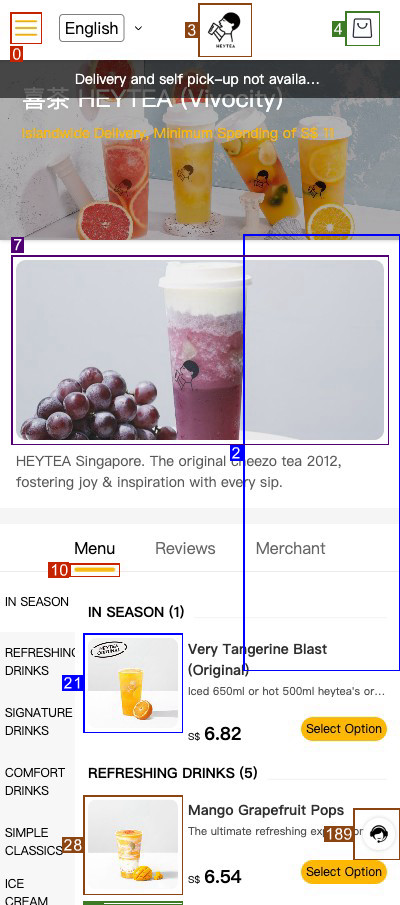 English
HEYTEA
Delivery and self pick-up not availa...
喜茶 HEYTEA (Vivocity)
Islandwide Delivery, Minimum Spending of S$ 11
HEYTEA Singapore. The original cheezo tea 2012,
fostering joy & inspiration with every sip.
Menu
Reviews
Merchant
IN SEASON
REFRESHING
DRINKS
SIGNATURE
DRINKS
COMFORT
DRINKS
SIMPLE
CLASSICS
ICE
CREAM
IN SEASON (1)
Very Tangerine Blast
(Original)
Iced 650ml or hot 500ml heytea's or...
S$ 6.82
Select Option
REFRESHING DRINKS (5)
Mango Grapefruit Pops
The ultimate refreshing
S$ 6.54
Select Option
0
3
4
7
2
10
21
28
189